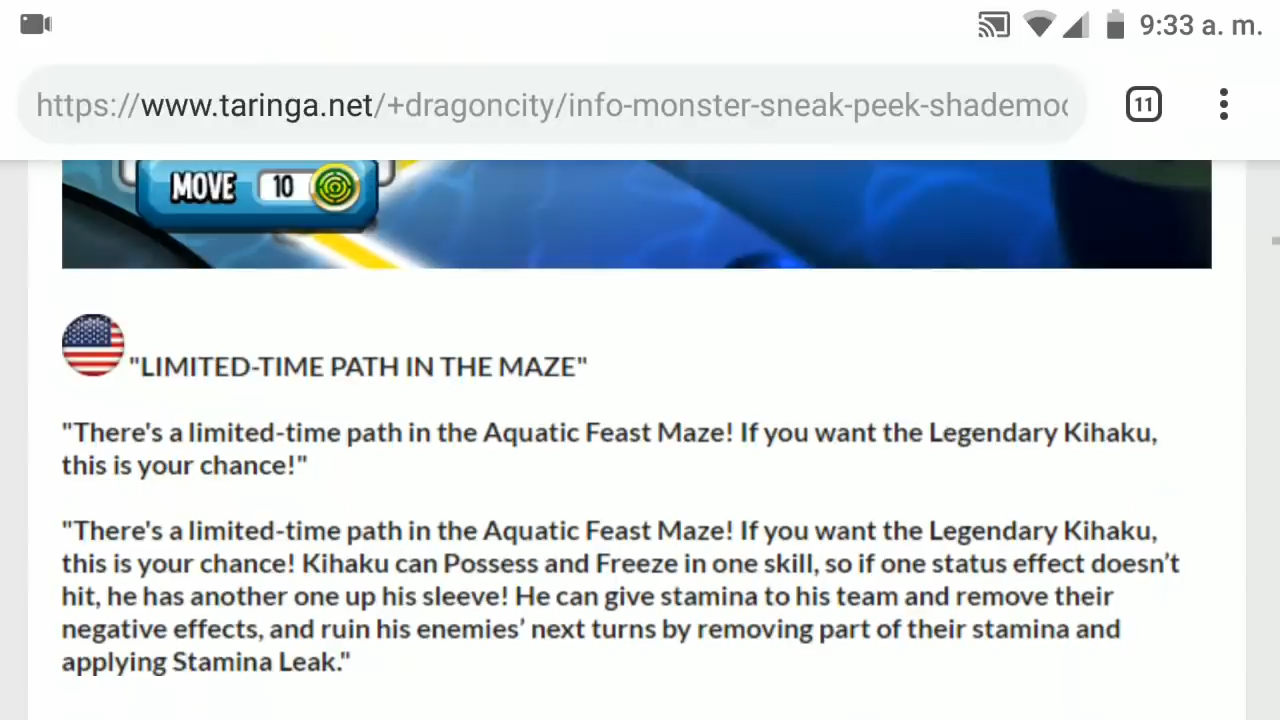 9:33 a. m.
https://www.taringa.net/+dragoncity/info-monster-sneak-peek-shademoc
11
MOVE 10
"LIMITED-TIME PATH IN THE MAZE"
"There's a limited-time path in the Aquatic Feast Maze! If you want the Legendary Kihaku,
this is your chance!"
"There's a limited-time path in the Aquatic Feast Maze! If you want the Legendary Kihaku,
this is your chance! Kihaku can Possess and Freeze in one skill, so if one status effect doesn’t
hit, he has another one up his sleeve! He can give stamina to his team and remove their
negative effects, and ruin his enemies’ next turns by removing part of their stamina and
applying Stamina Leak."